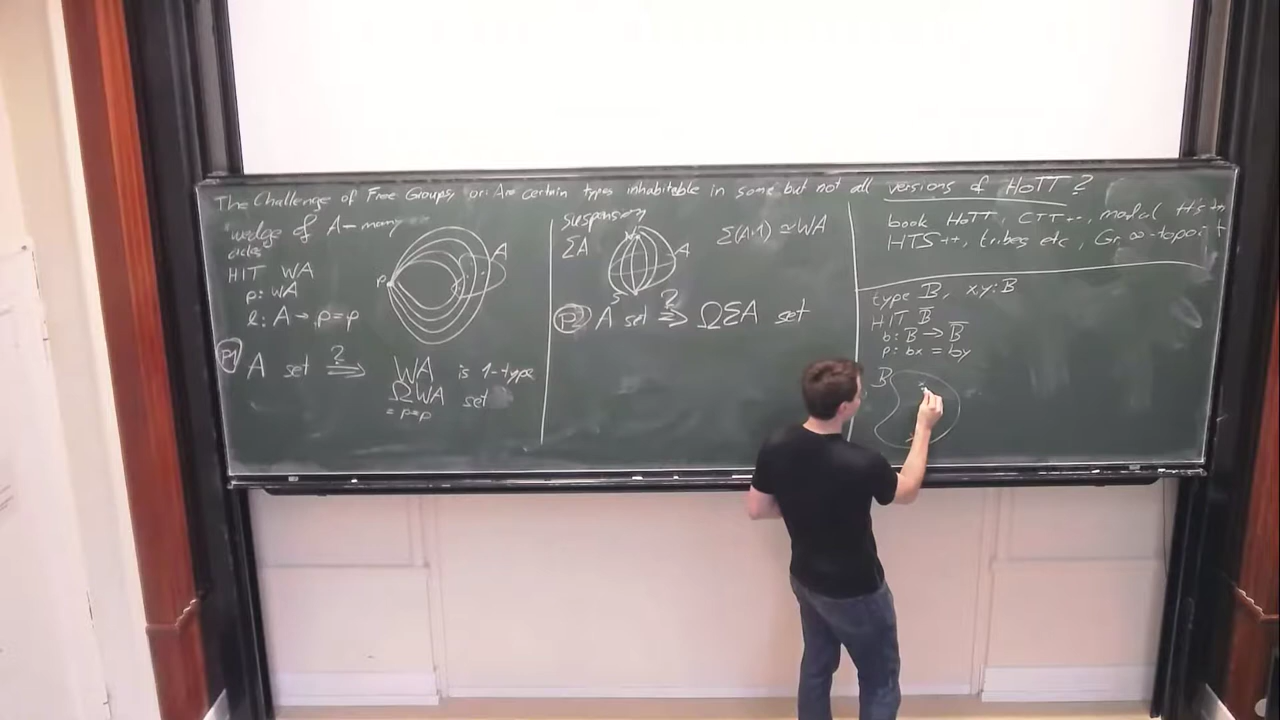 The Challenge of Free Groups, or: Are certain types inhabitable in some but not all versions of HoTT?
wedge of A-many
circles
HIT WA
p: WA
l: A → p=p
P
A
P1 A set ?⟹ WA is 1-type
ΩWA set
= p=p
suspension
ΣA
N
A
S
Σ(A+1) ≃ WA
P2 A set ?⟹ ΩΣA set
book HoTT, CTT++, modal
HTS++, tribes etc, Gr. ∞-topoi
type B, x,y:B
HIT B̅
b: B → B̅
p: bx = by
B